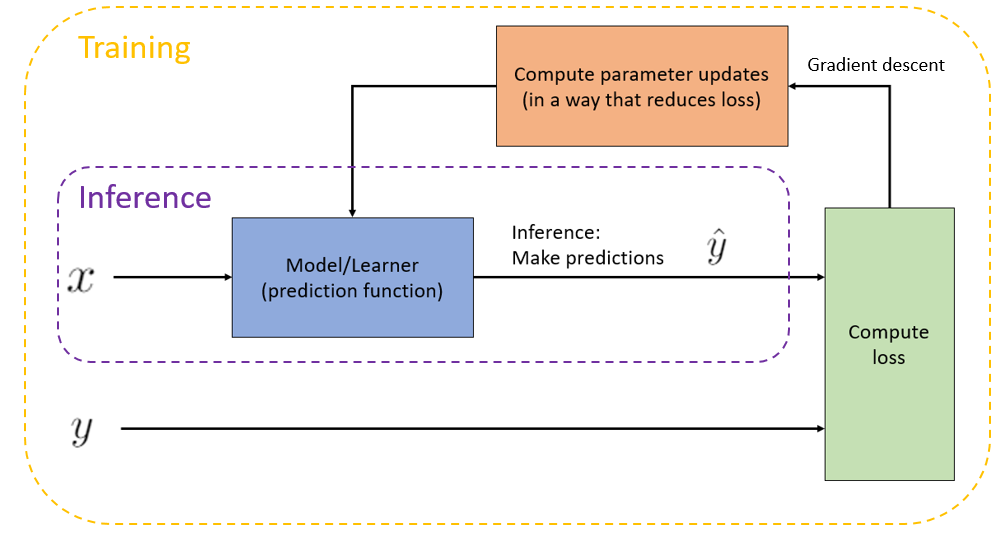 Training
Compute parameter updates
(in a way that reduces loss)
Gradient descent
Inference
x
Model/Learner
(prediction function)
Inference:
Make predictions
ŷ
Compute
loss
y